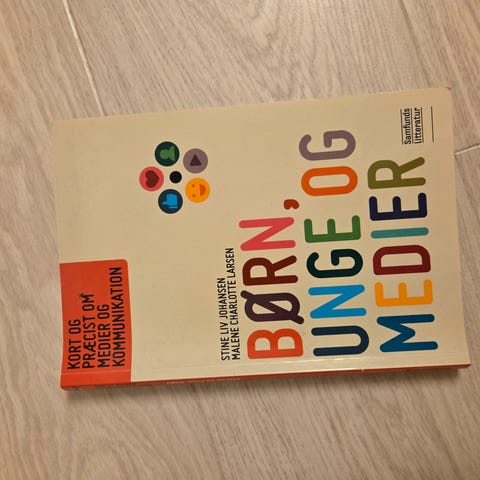 KORT OG
PRÆCIST OM
MEDIER OG
KOMMUNIKATION
STINE LIV JOHANSEN
MALENE CHARLOTTE LARSEN
BØRN,
UNGE OG
MEDIER
Samfunds
litteratur